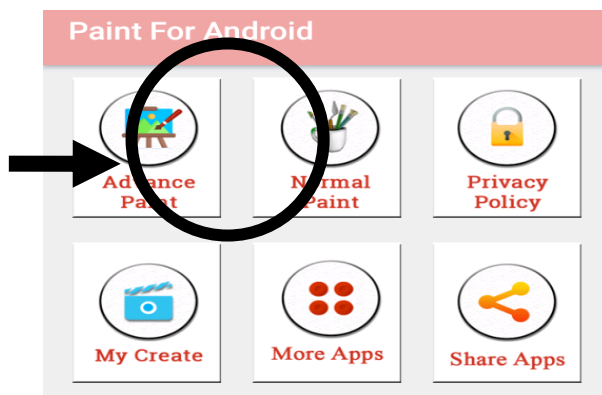 Paint For Android
Advance
Paint
Normal
Paint
Privacy
Policy
My Create
More Apps
Share Apps